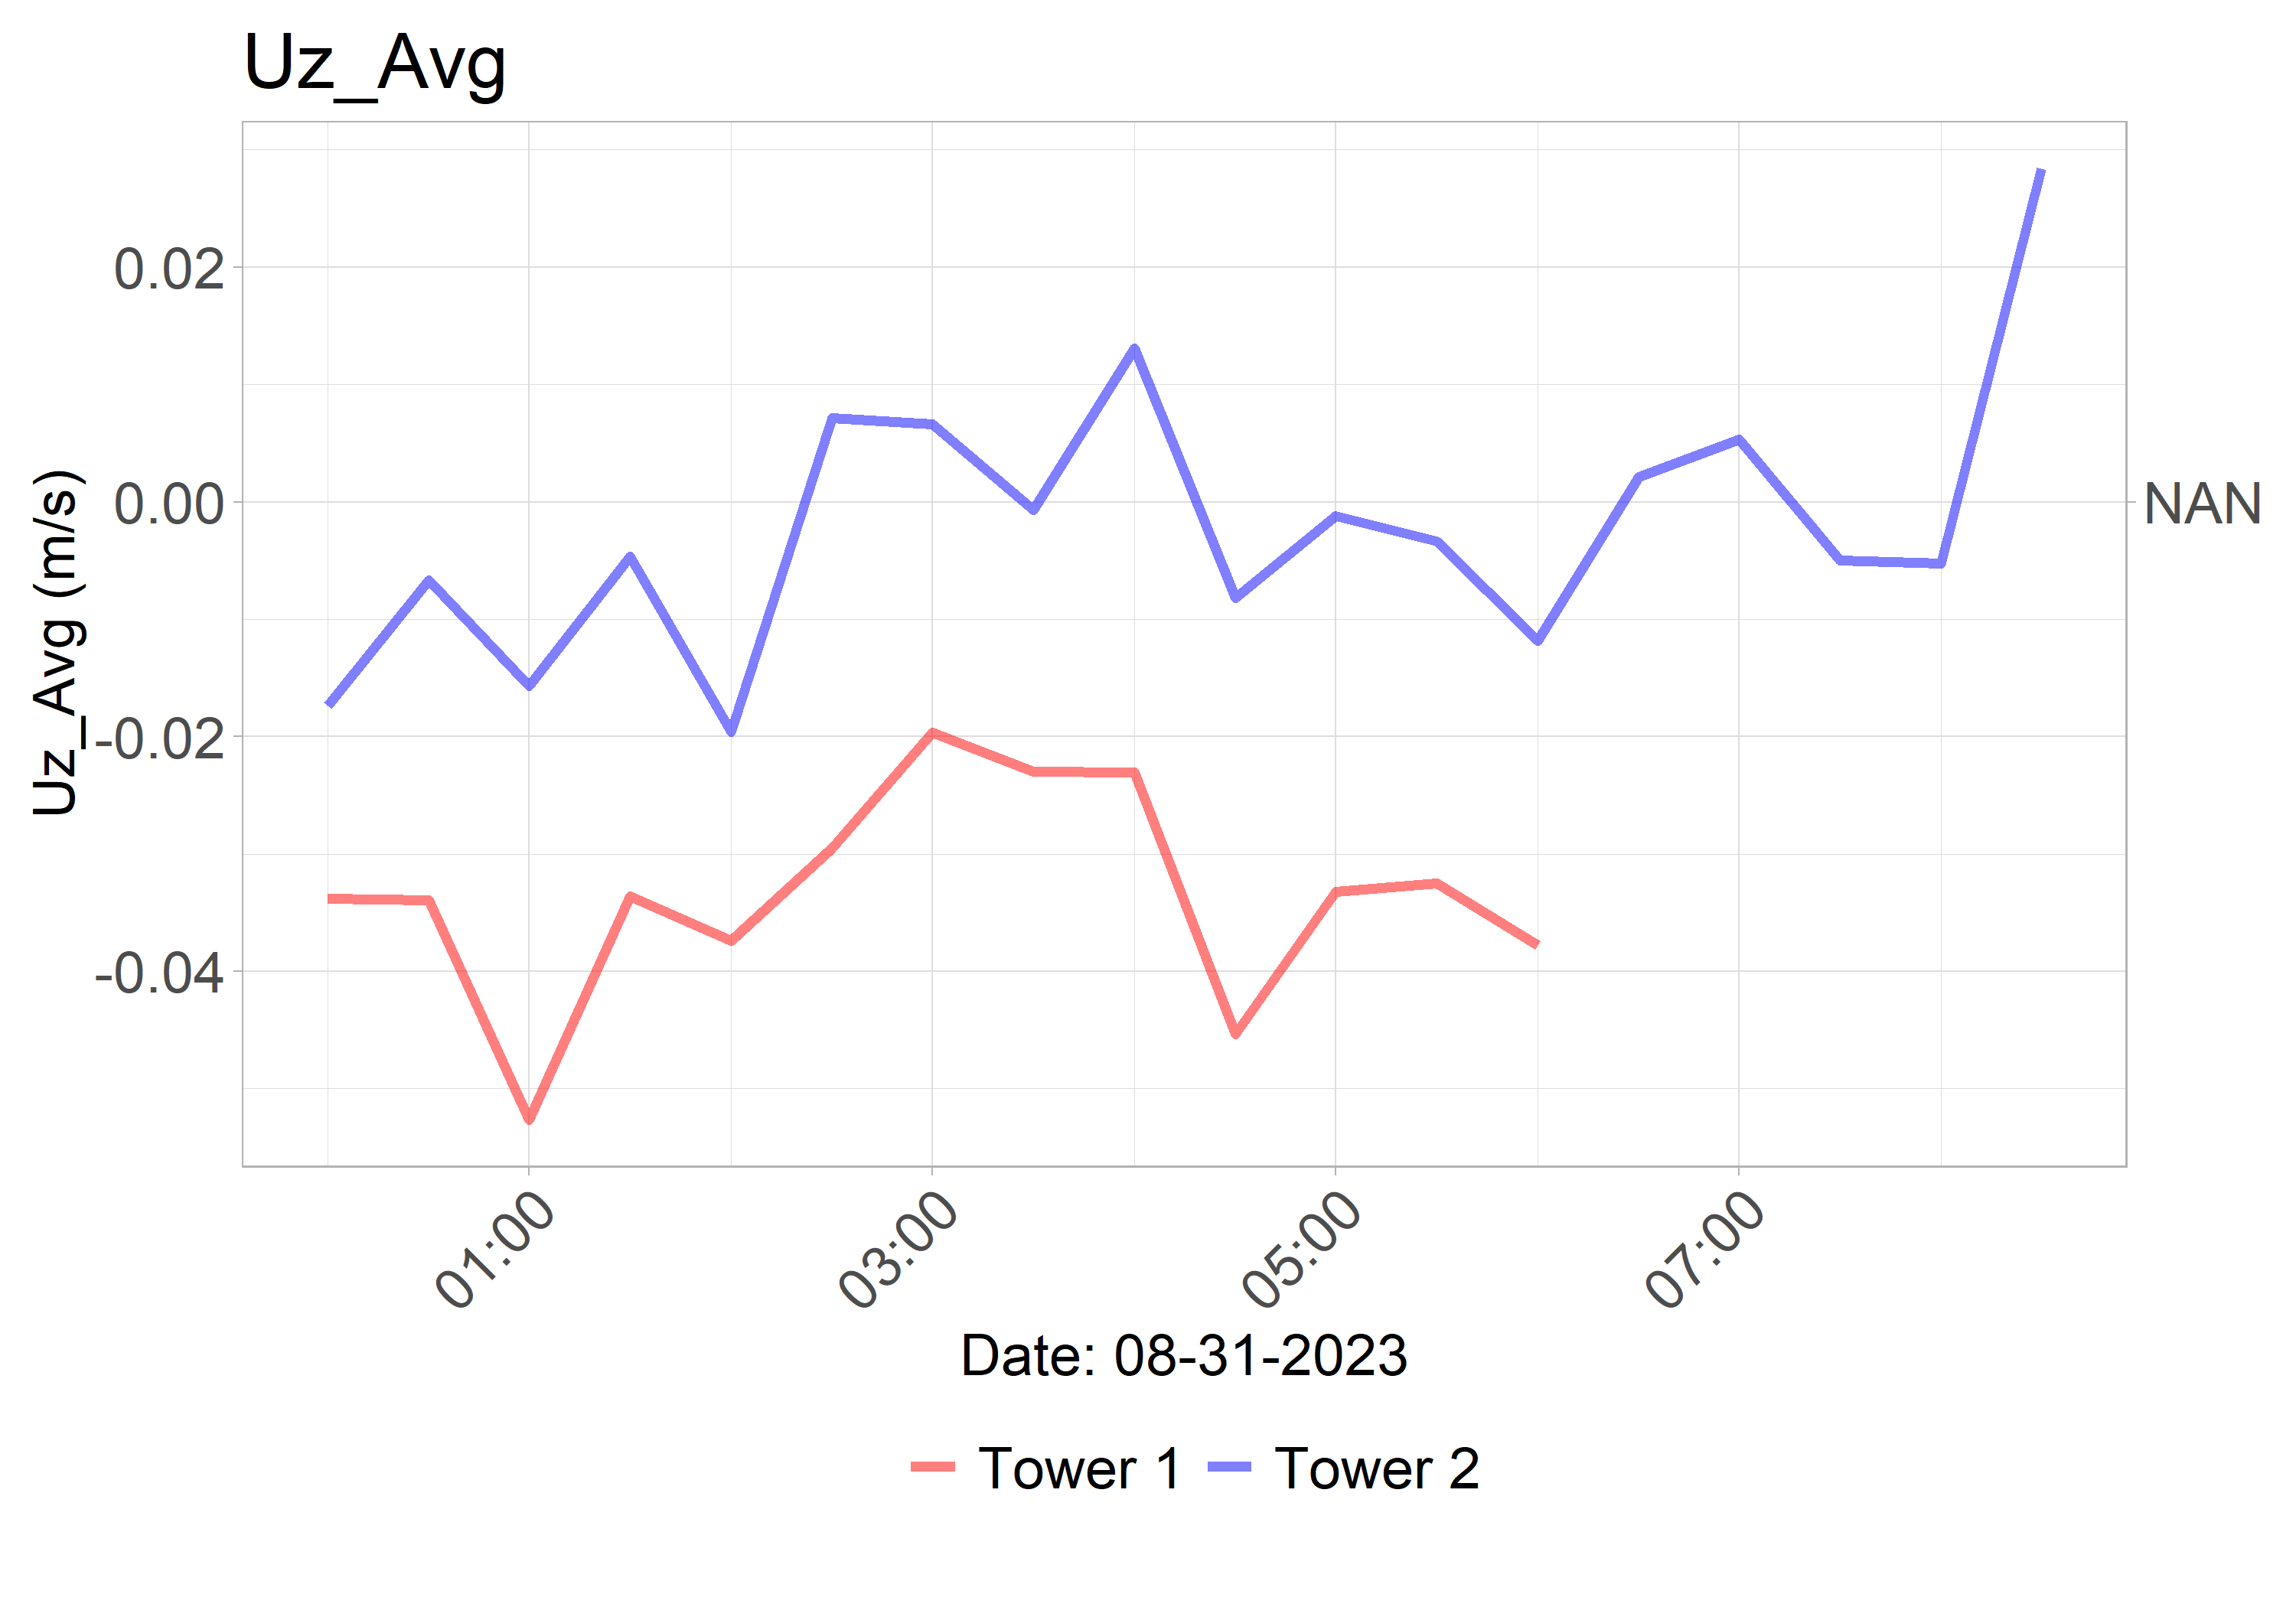 Uz_Avg
Uz_Avg (m/s)
0.02
0.00
-0.02
-0.04
NAN
01:00
03:00
05:00
07:00
Date: 08-31-2023
Tower 1
Tower 2